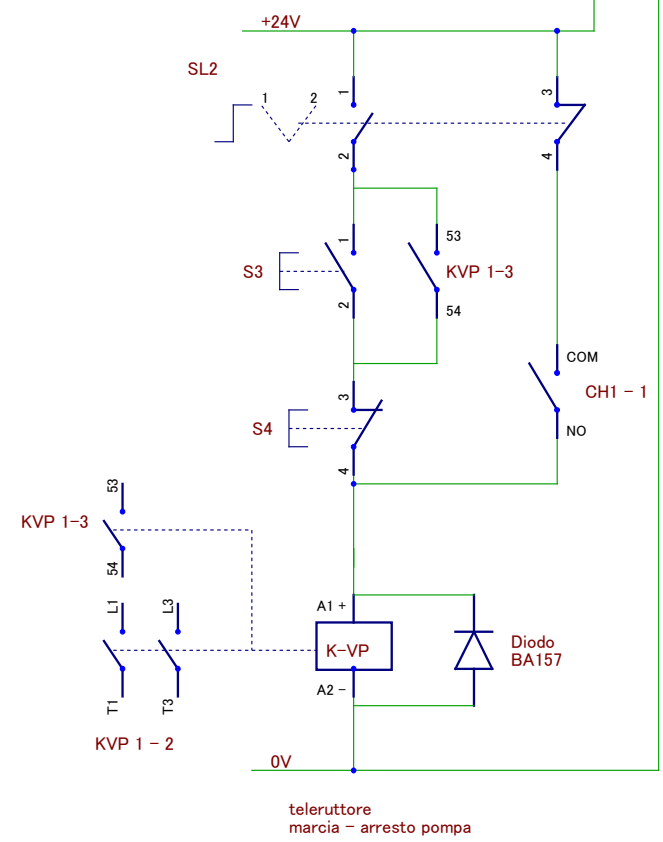 +24V
SL2
1 2
1
3
2
4
1
53
S3
KVP 1-3
2
54
COM
CH1 - 1
3
S4
NO
4
53
KVP 1-3
54
L1
L3
A1 +
K-VP
Diodo
BA157
A2 -
T1
T3
KVP 1 - 2
0V
teleruttore
marcia - arresto pompa